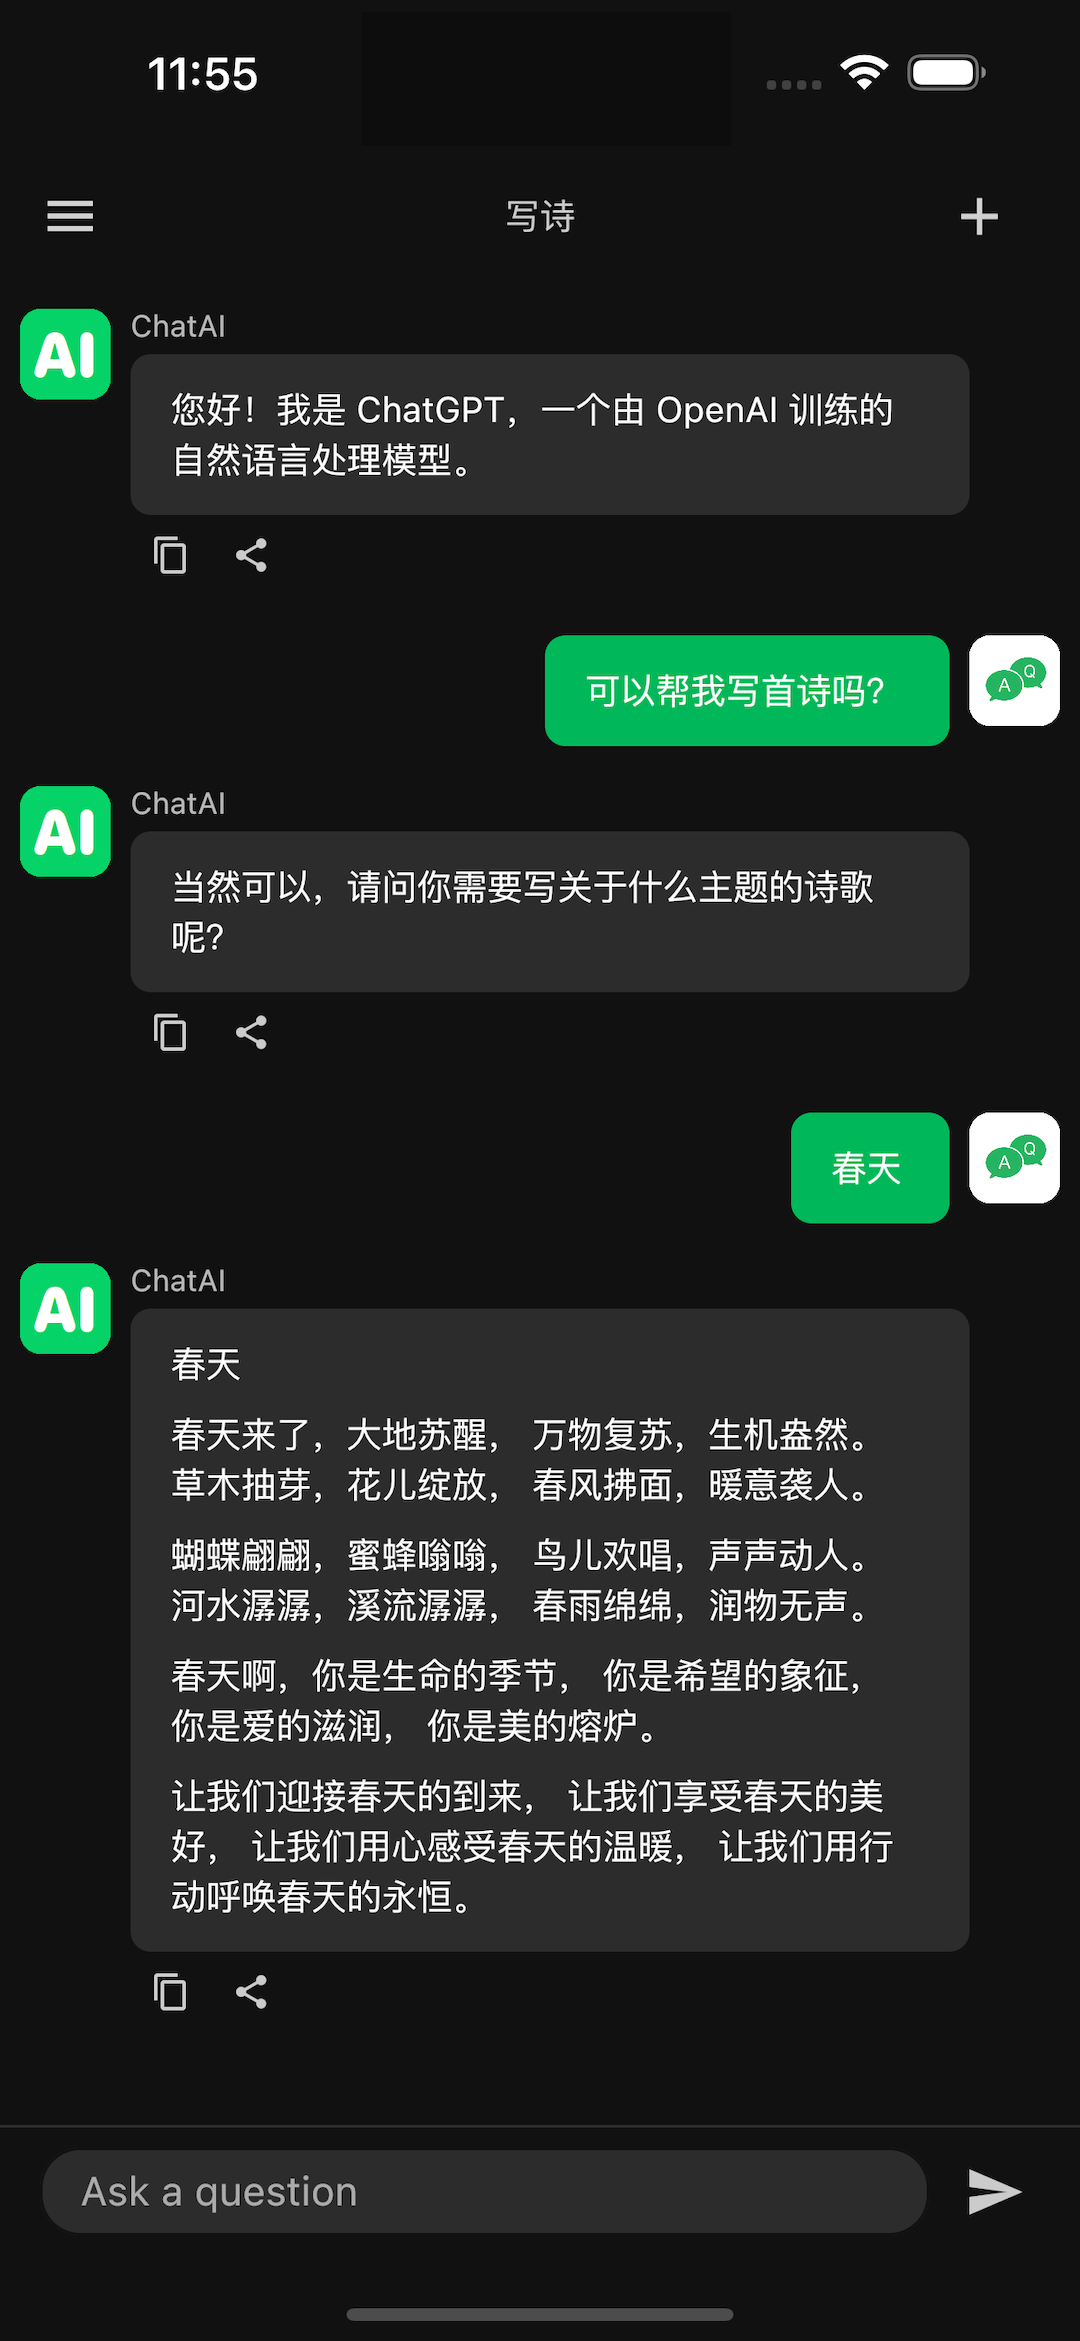 11:55
写诗
AI
ChatAI
您好！我是 ChatGPT，一个由 OpenAI 训练的
自然语言处理模型。
可以帮我写首诗吗？
A Q
AI
ChatAI
当然可以，请问你需要写关于什么主题的诗歌
呢？
春天
A Q
AI
ChatAI
春天
春天来了，大地苏醒， 万物复苏，生机盎然。
草木抽芽，花儿绽放， 春风拂面，暖意袭人。
蝴蝶翩翩，蜜蜂嗡嗡， 鸟儿欢唱，声声动人。
河水潺潺，溪流潺潺， 春雨绵绵，润物无声。
春天啊，你是生命的季节， 你是希望的象征，
你是爱的滋润， 你是美的熔炉。
让我们迎接春天的到来， 让我们享受春天的美
好， 让我们用心感受春天的温暖， 让我们用行
动呼唤春天的永恒。
Ask a question